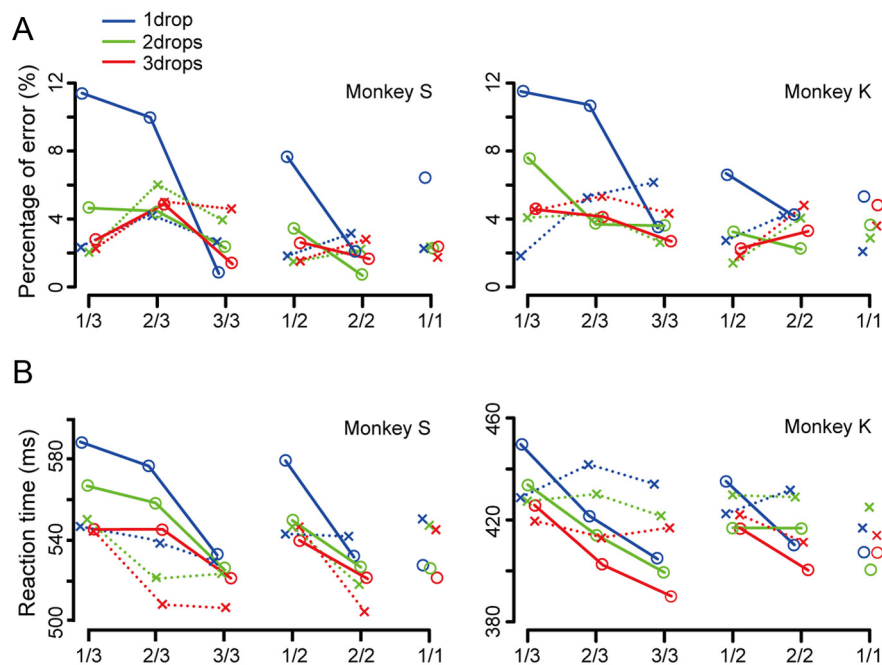 A
1drop
2drops
3drops
Percentage of error (%)
12
8
4
0
Monkey S
1/3 2/3 3/3 1/2 2/2 1/1
12
8
4
0
Monkey K
1/3 2/3 3/3 1/2 2/2 1/1
B
Reaction time (ms)
580
540
500
Monkey S
1/3 2/3 3/3 1/2 2/2 1/1
460
420
380
Monkey K
1/3 2/3 3/3 1/2 2/2 1/1